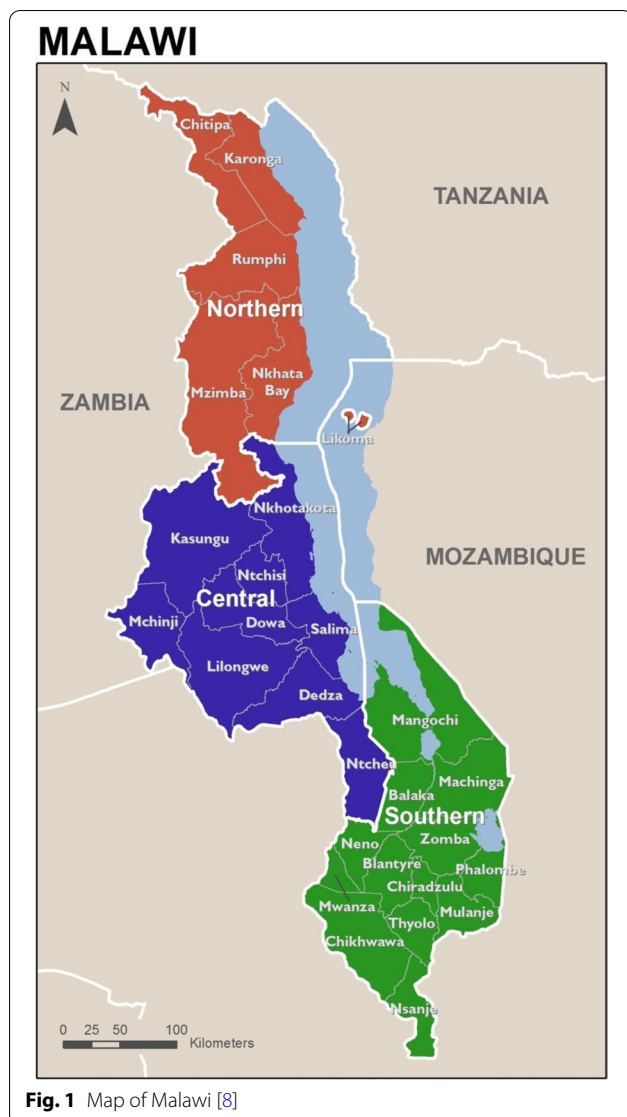 MALAWI
N
Chitipa
Karonga
TANZANIA
Rumphi
Northern
Nkhata
Bay
Mzimba
ZAMBIA
Likoma
Nkhotakota
Kasungu
MOZAMBIQUE
Ntchisi
Central
Mchinji
Dowa
Salima
Lilongwe
Dedza
Mangochi
Ntcheu
Machinga
Balaka
Southern
Zomba
Neno
Blantyre
Phalombe
Chiradzulu
Mwanza
Mulanje
Thyolo
Chikhwawa
Nsanje
0 25 50 100
Kilometers
Fig. 1 Map of Malawi [8]